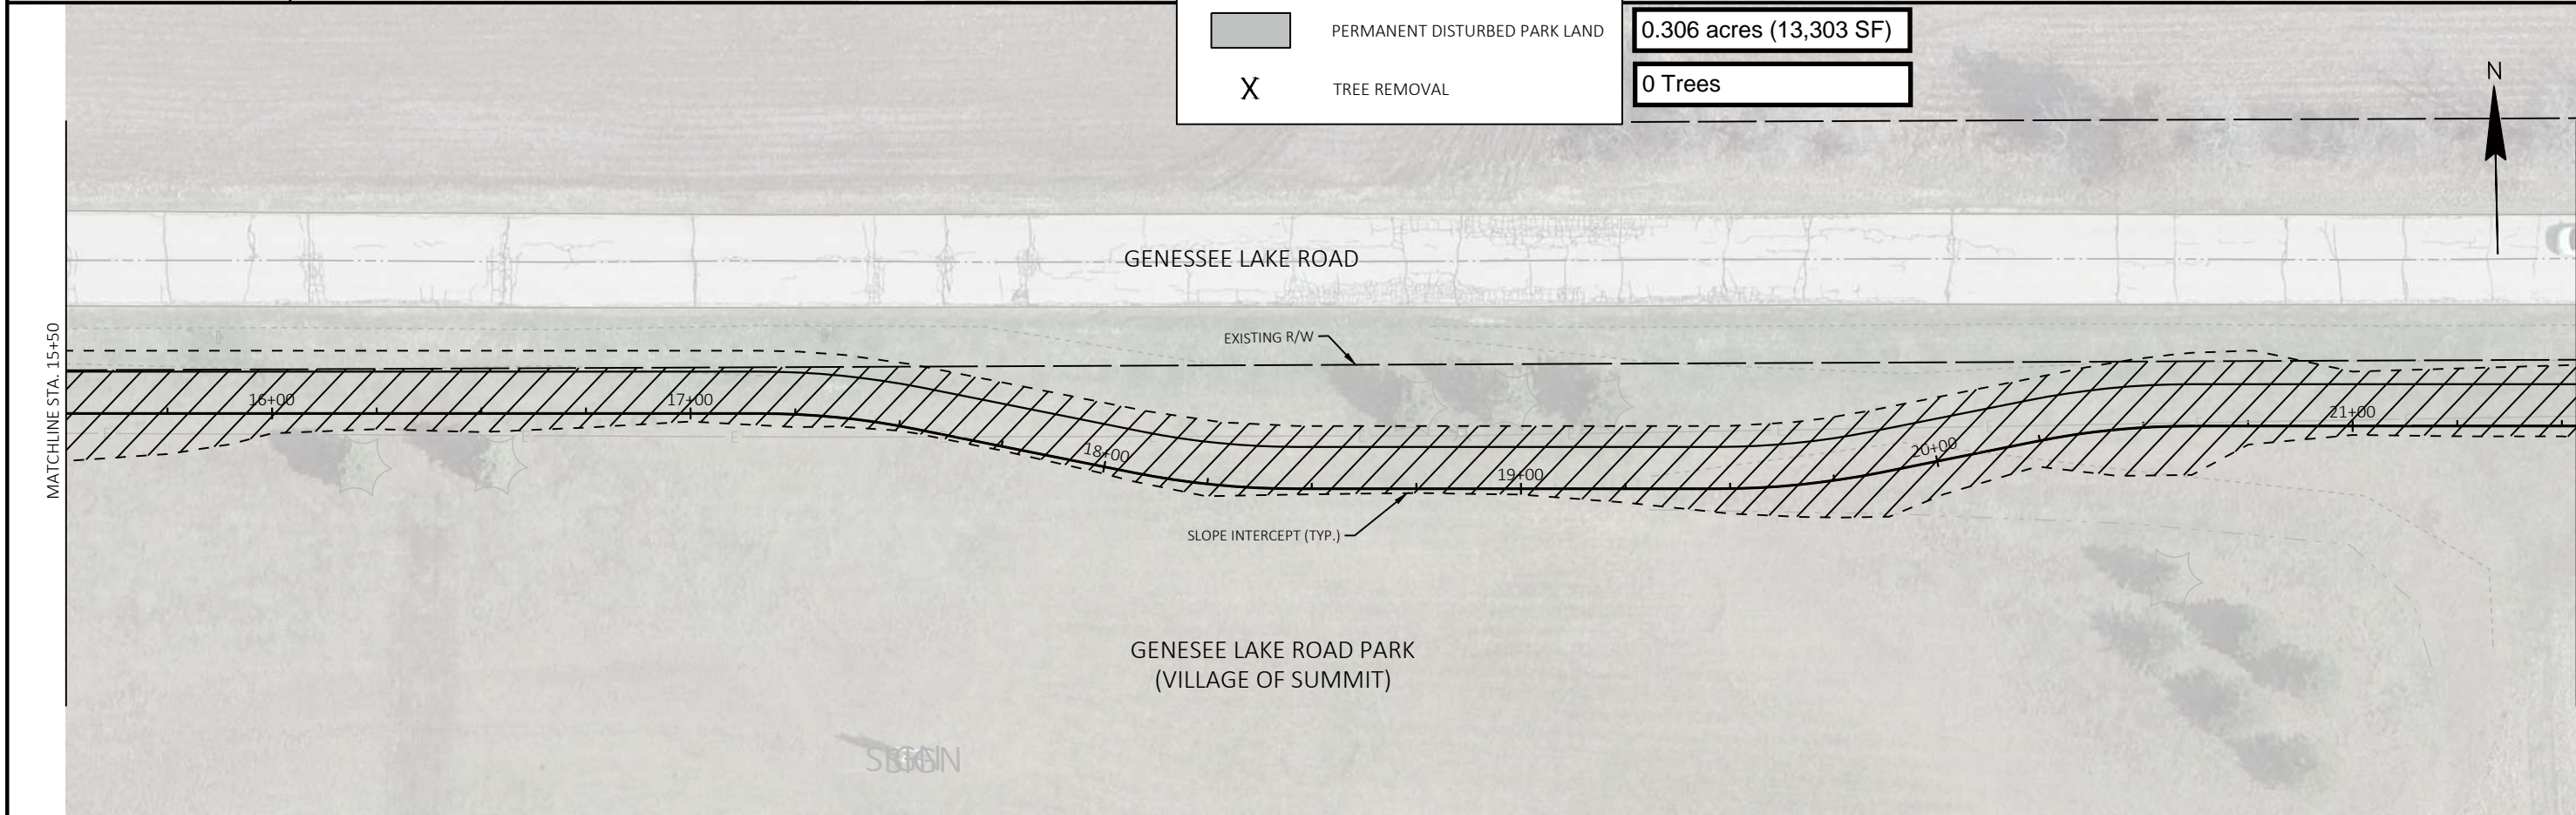 PERMANENT DISTURBED PARK LAND
0.306 acres (13,303 SF)
X
TREE REMOVAL
0 Trees
N
GENESSEE LAKE ROAD
MATCHLINE STA. 15+50
EXISTING R/W
16+00
17+00
18+00
19+00
20+00
21+00
SLOPE INTERCEPT (TYP.)
GENESEE LAKE ROAD PARK
(VILLAGE OF SUMMIT)